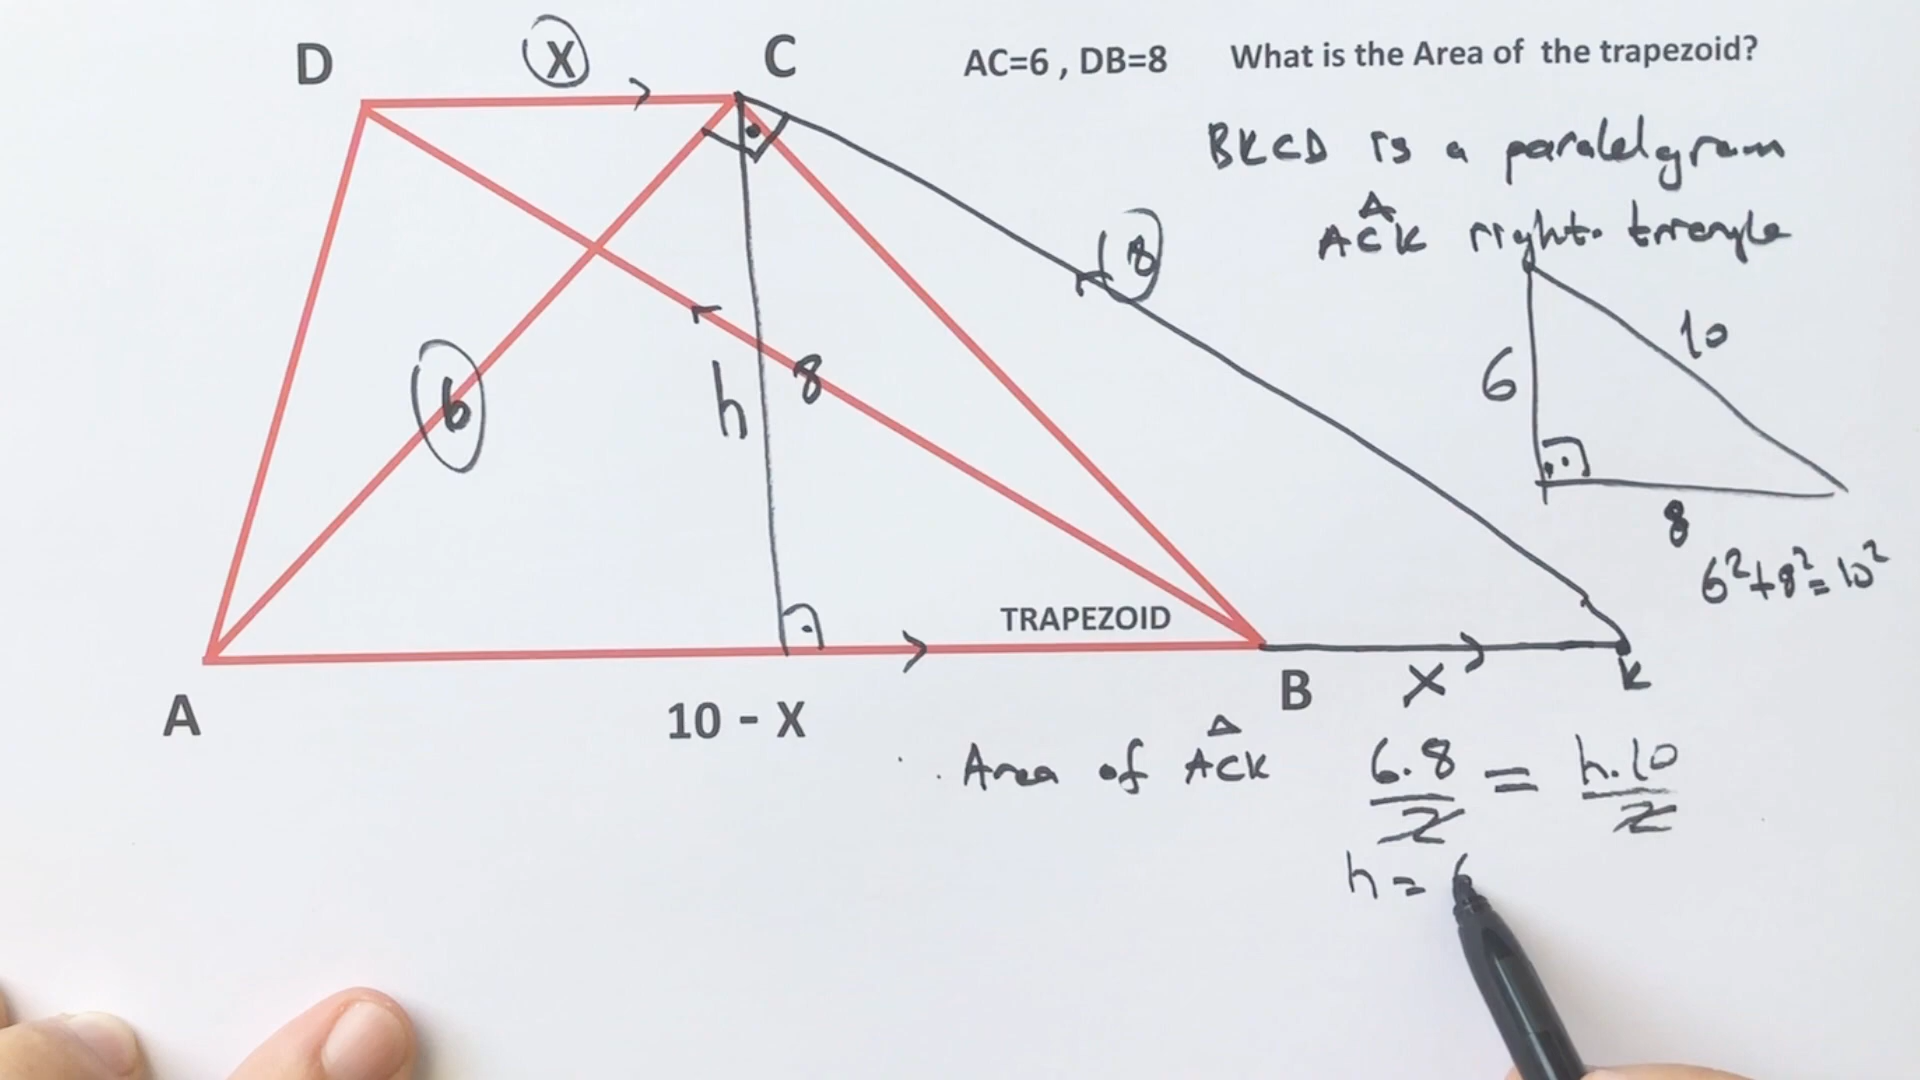 D X C AC=6 , DB=8 What is the Area of the trapezoid?
BKCD is a paralelgram
ACK right. triangle
8
10
6
6
h 8
8
6²+8²=10²
TRAPEZOID
A 10 - X B X K
Area of ACK 6.8/2 = h.10/2
h = 6